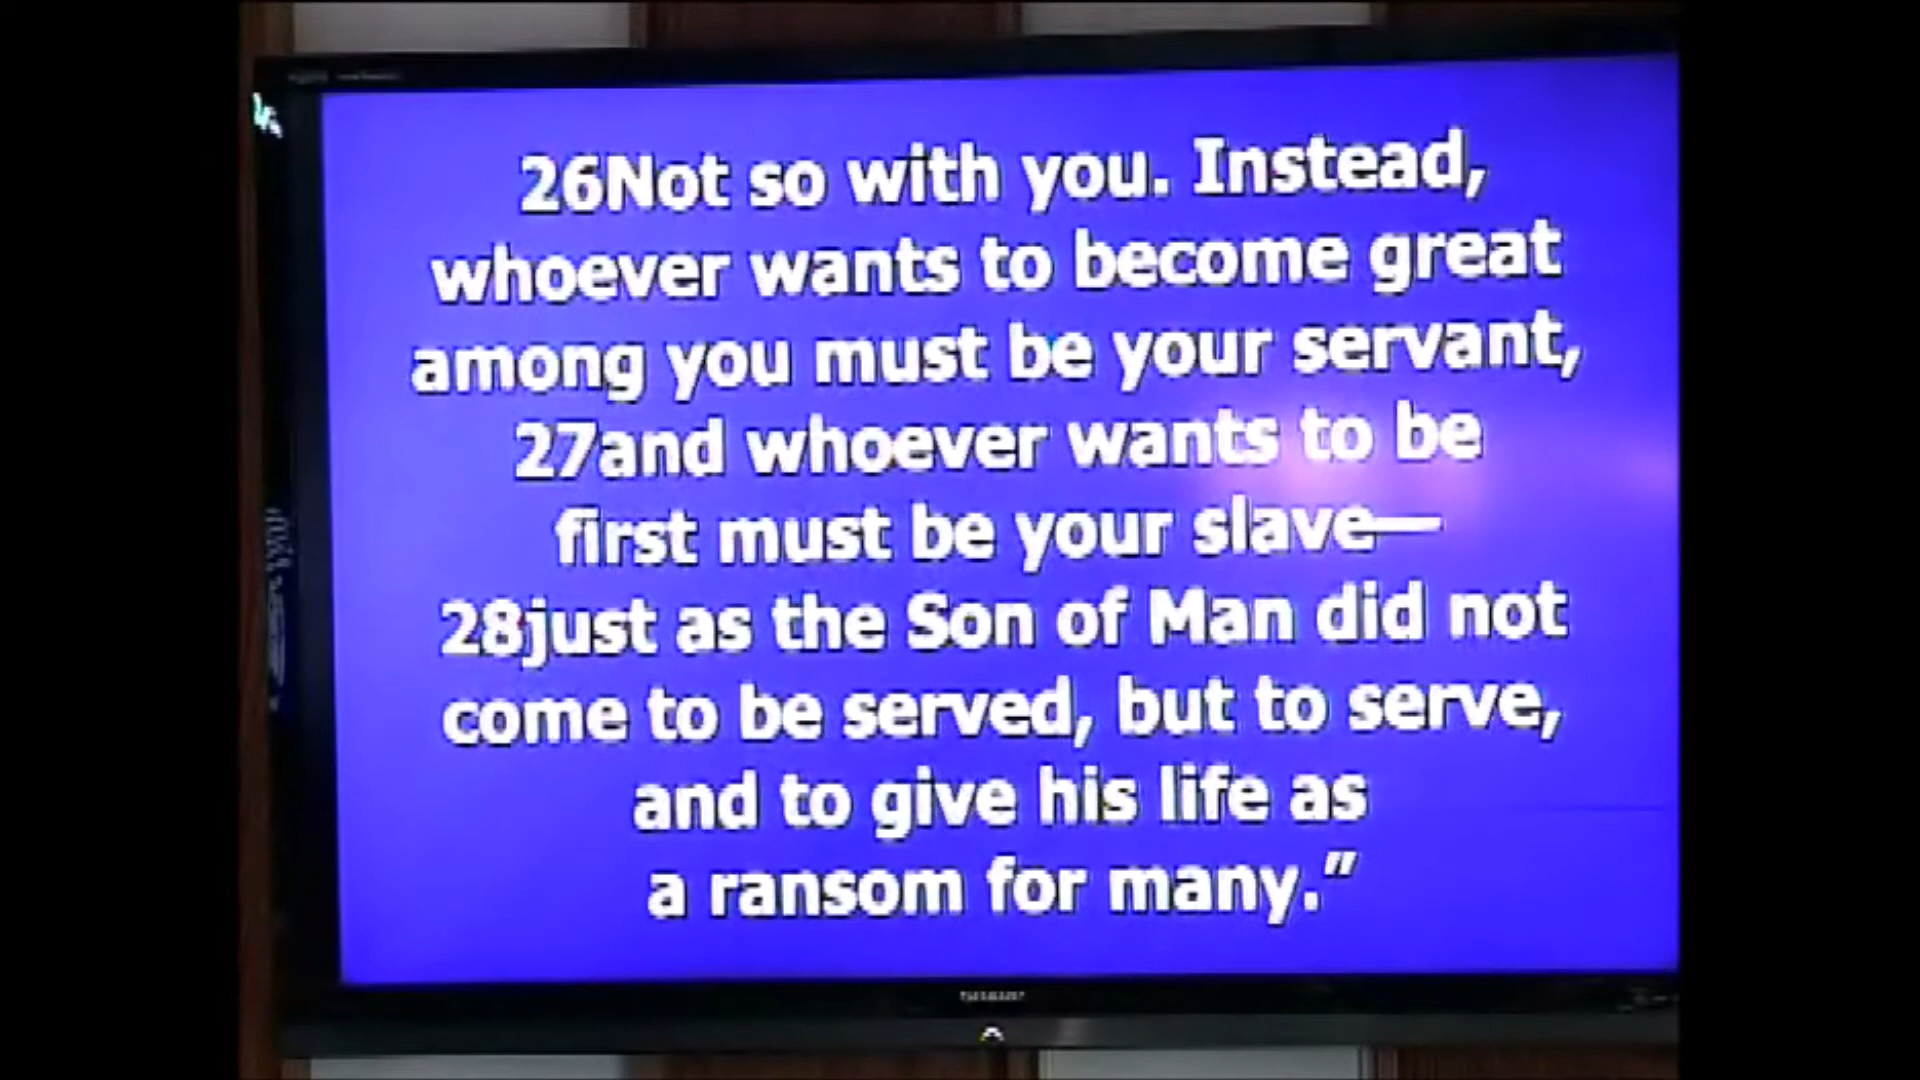 26Not so with you. Instead,
whoever wants to become great
among you must be your servant,
27and whoever wants to be
first must be your slave—
28just as the Son of Man did not
come to be served, but to serve,
and to give his life as
a ransom for many.”